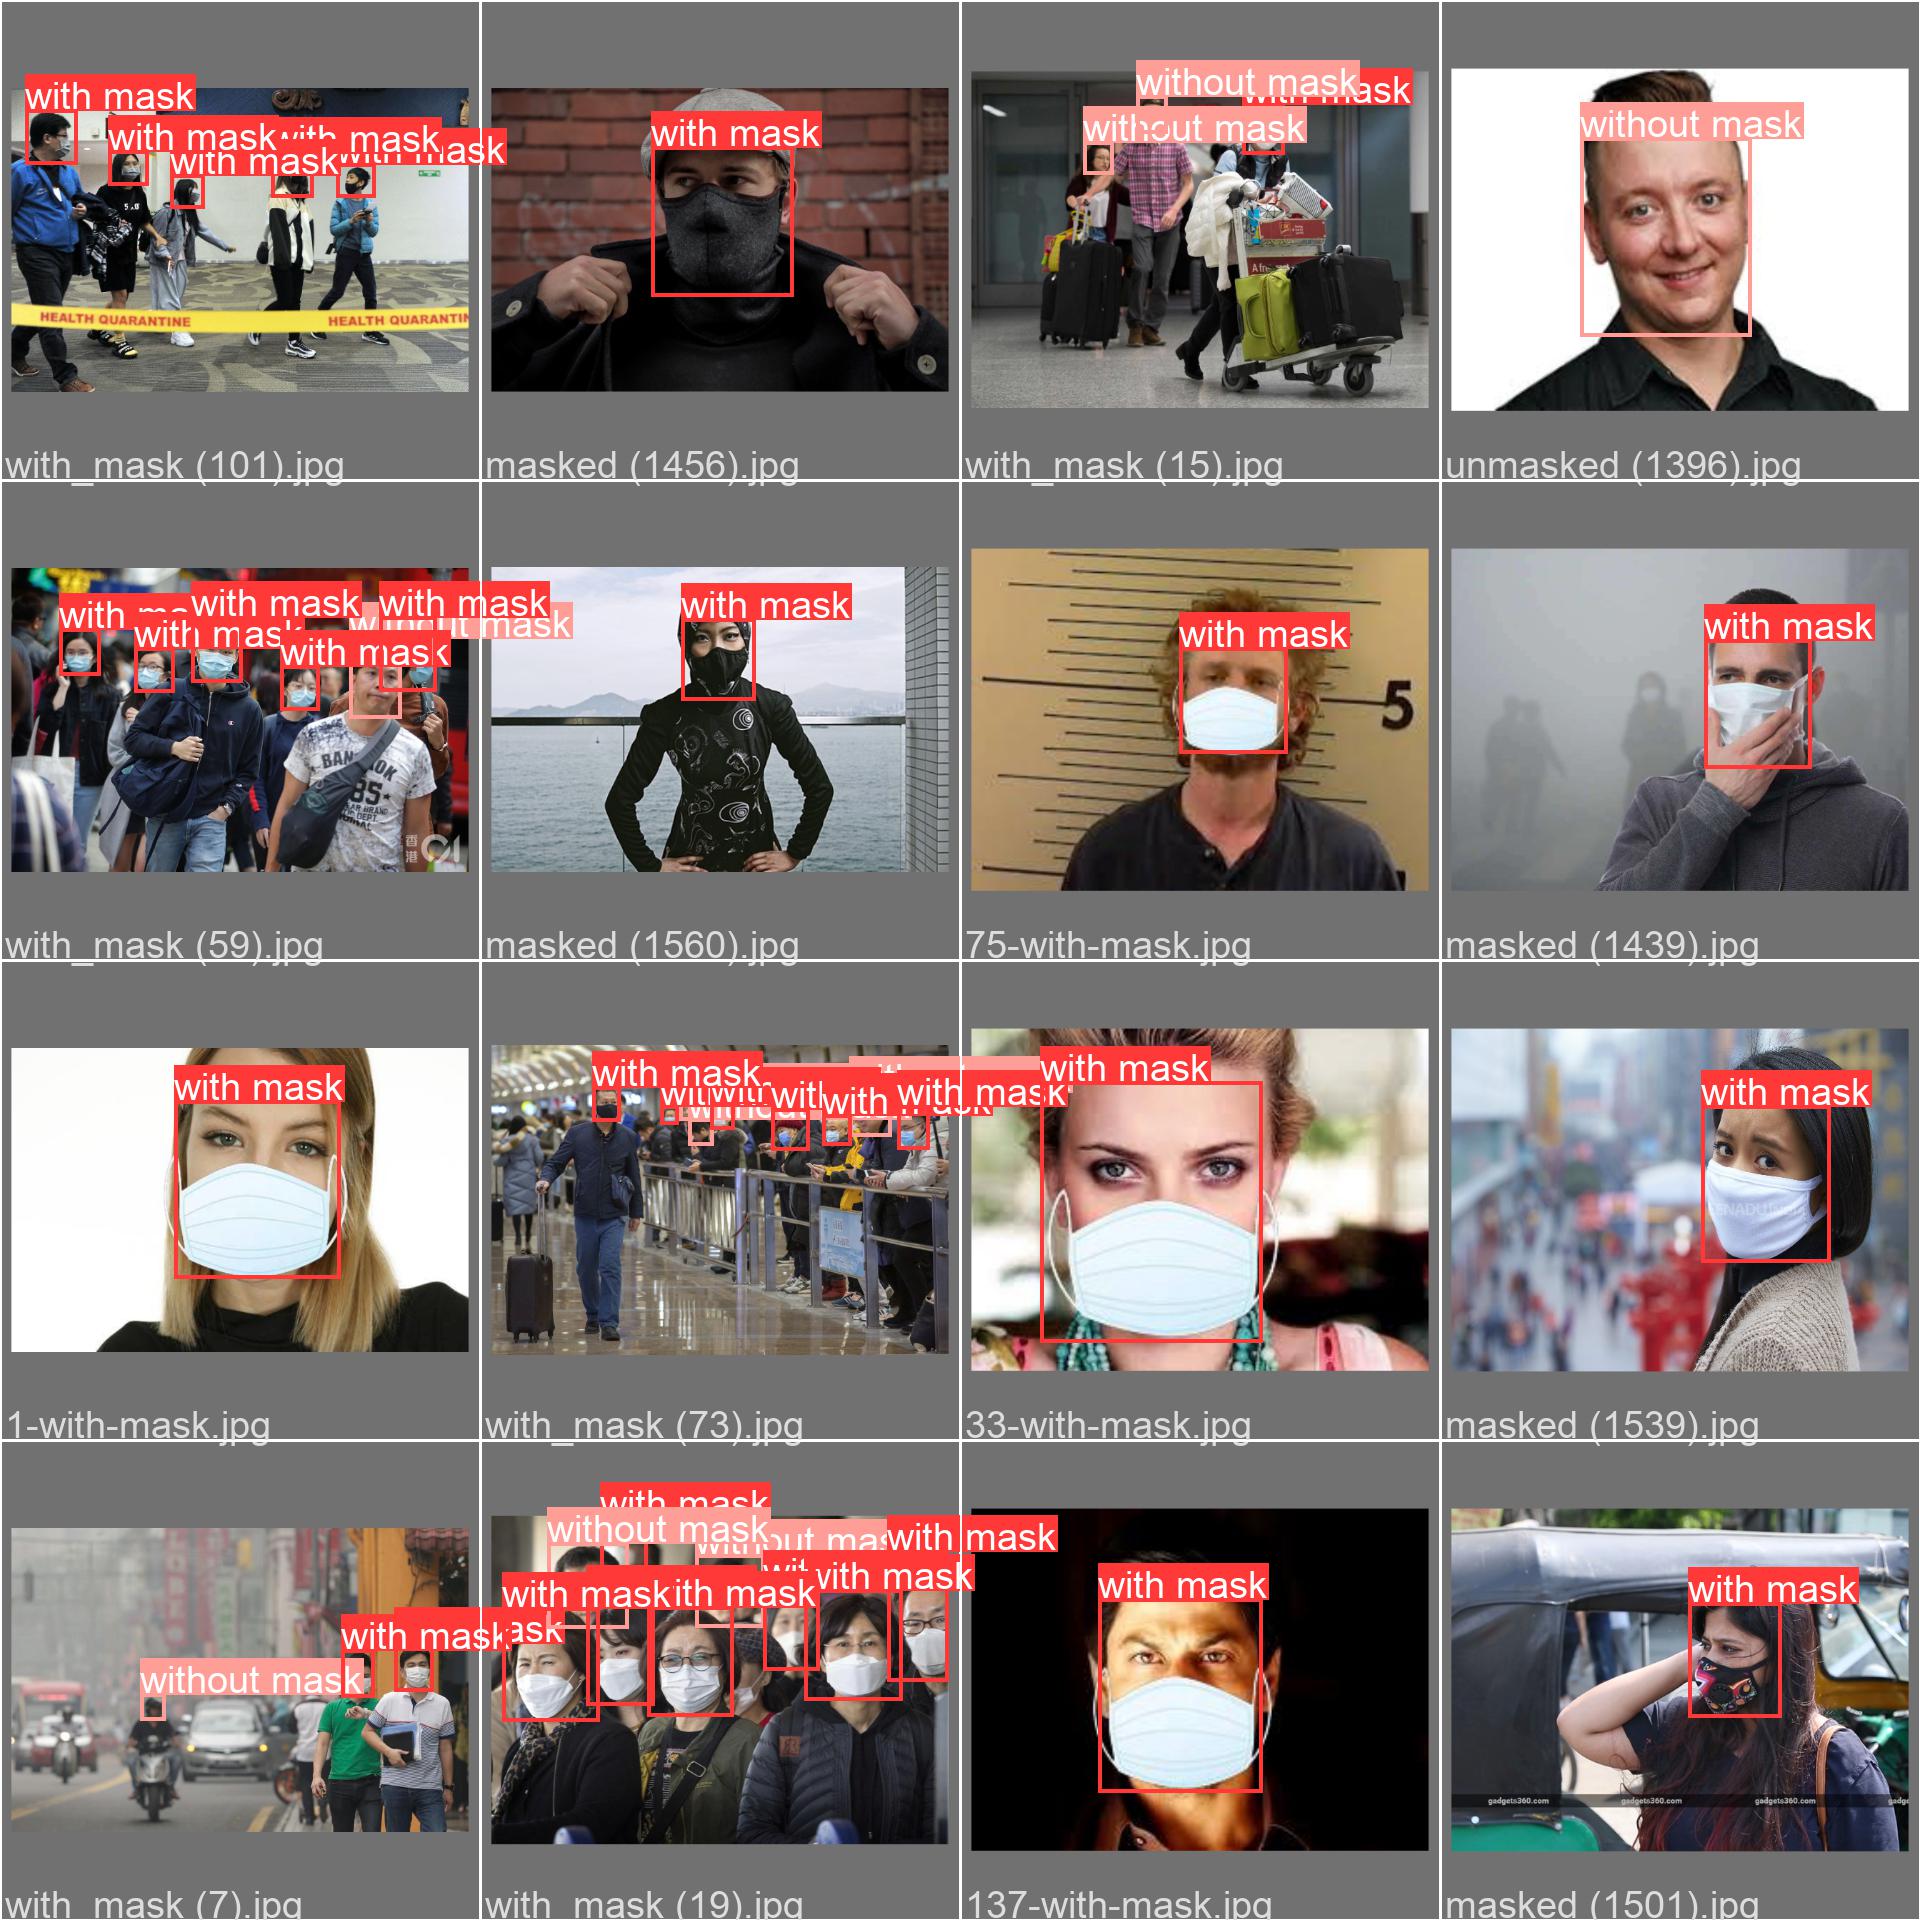 with mask
with mask
with mask
with mask
with mask
HEALTH QUARANTINE
HEALTH QUARANTIN
with_mask (101).jpg
with mask
masked (1456).jpg
without mask
without mask
with_mask (15).jpg
without mask
unmasked (1396).jpg
with mask
with mask
with mask
without mask
with mask
with mask
BANGKOK
香港
01
with_mask (59).jpg
with mask
masked (1560).jpg
with mask
5
75-with-mask.jpg
with mask
masked (1439).jpg
with mask
1-with-mask.jpg
with mask
with mask
with_mask (73).jpg
with mask
33-with-mask.jpg
with mask
masked (1539).jpg
with mask
without mask
with_mask (7).jpg
with mask
without mask
with mask
with mask
with mask
with mask
with_mask (19).jpg
with mask
137-with-mask.jpg
with mask
gadgets360.com
gadgets360.com
gadgets360.com
masked (1501).jpg